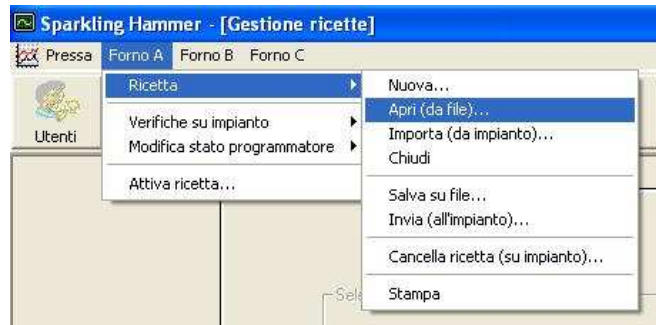 Sparkling Hammer - [Gestione ricette]
Pressa Forno A Forno B Forno C
Utenti
Ricetta
Verifiche su impianto
Modifica stato programmatore
Attiva ricetta...
Nuova...
Apri (da file)...
Importa (da impianto)...
Chiudi
Salva su file...
Invia (all'impianto)...
Cancella ricetta (su impianto)...
Stampa
Sele